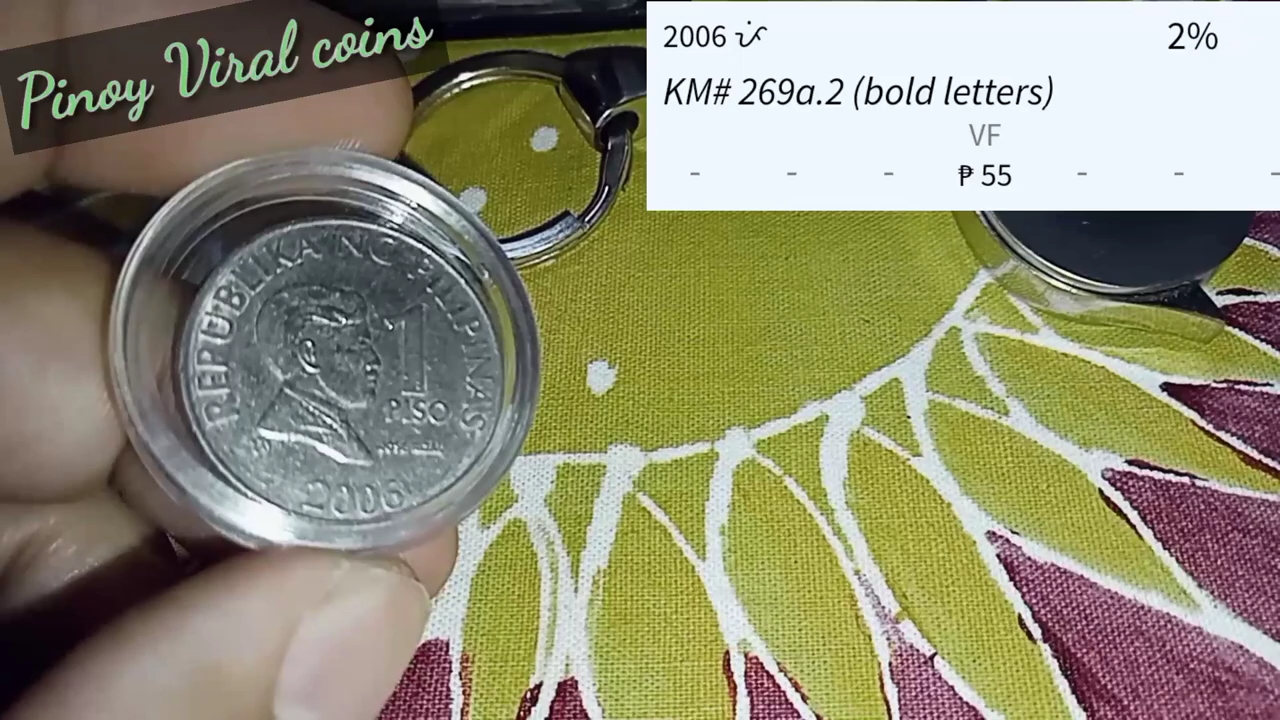 Pinoy Viral coins
2006 ᜊ᜔
2%
KM# 269a.2 (bold letters)
VF
- - - ₱ 55 - - -
REPUBLIKA NG PILIPINAS
1
PISO
2006